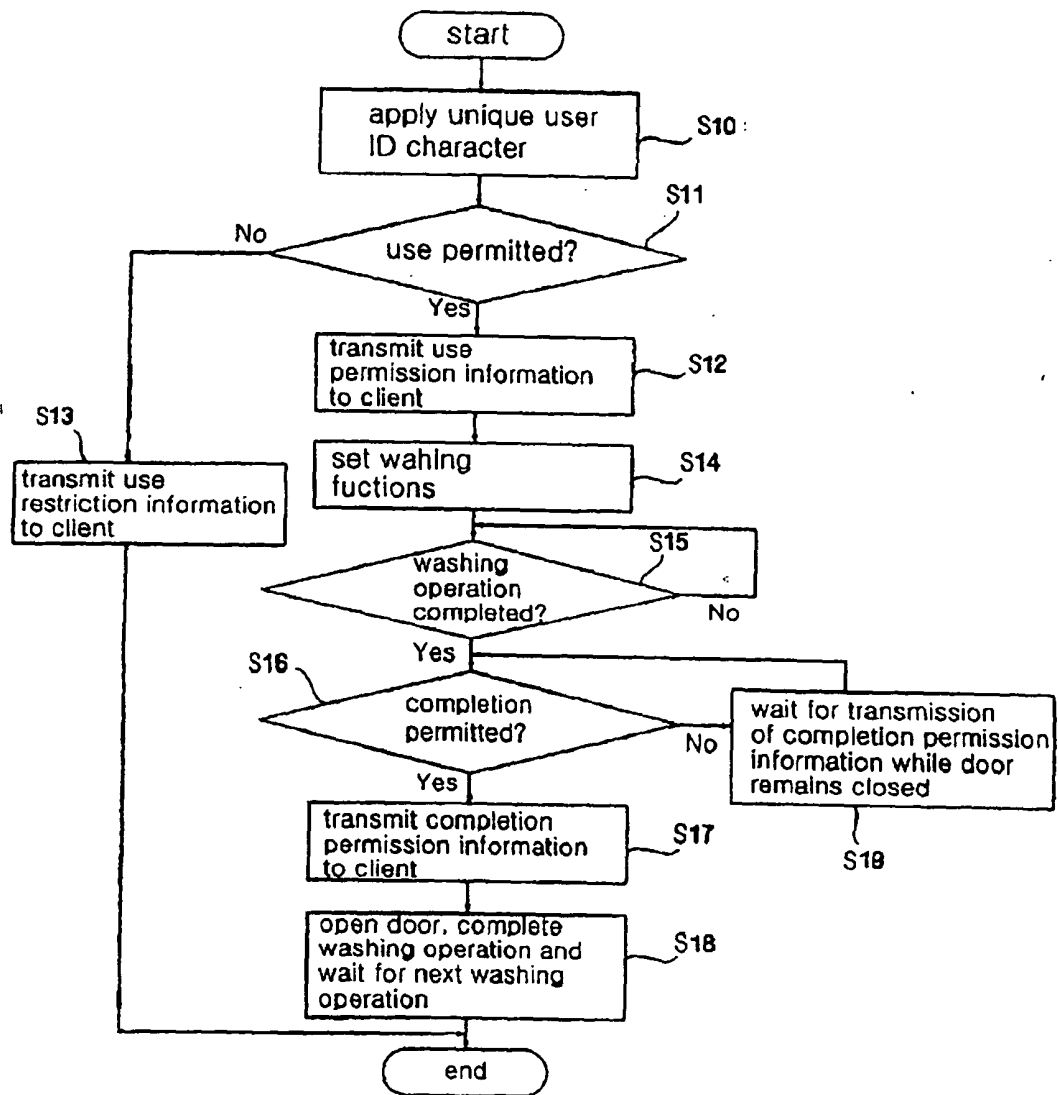 start
apply unique user
ID character
S10
S11
No
use permitted?
Yes
transmit use
permission information
to client
S12
S13
transmit use
restriction information
to client
set wahing
fuctions
S14
S15
washing
operation
completed?
No
Yes
S16
completion
permitted?
No
wait for transmission
of completion permission
information while door
remains closed
S19
Yes
transmit completion
permission information
to client
S17
open door, complete
washing operation and
wait for next washing
operation
S18
end